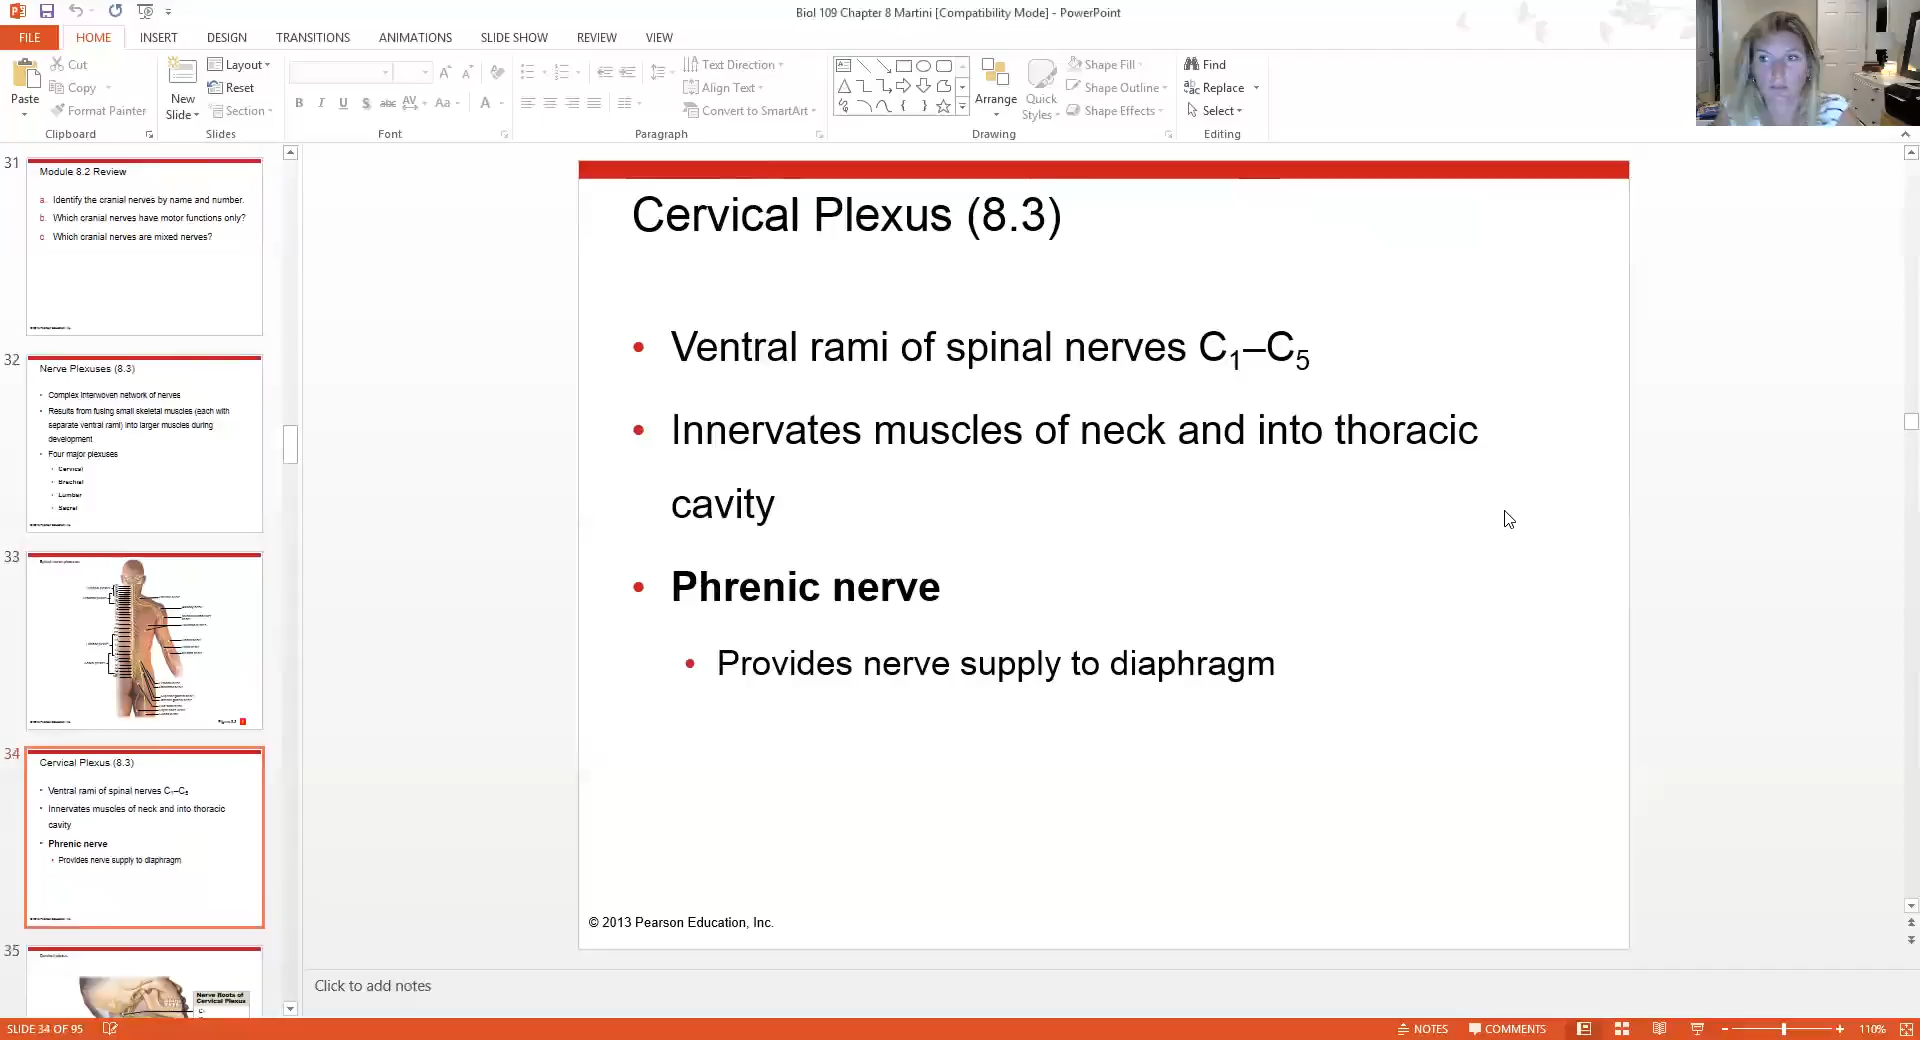 Biol 109 Chapter 8 Martini [Compatibility Mode] - PowerPoint
FILE
HOME
INSERT
DESIGN
TRANSITIONS
ANIMATIONS
SLIDE SHOW
REVIEW
VIEW
Paste
Cut
Copy
Format Painter
Clipboard
New
Slide
Layout
Reset
Section
Slides
B I U S abc AV Aa A
Font
Text Direction
Align Text
Convert to SmartArt
Paragraph
Arrange
Quick
Styles
Shape Fill
Shape Outline
Shape Effects
Drawing
Find
Replace
Select
Editing
31
Module 8.2 Review
a. Identify the cranial nerves by name and number.
b. Which cranial nerves have motor functions only?
c. Which cranial nerves are mixed nerves?
32
Nerve Plexuses (8.3)
• Complex interwoven network of nerves
• Results from fusing small skeletal muscles (each with
separate ventral rami) into larger muscles during
development
• Four major plexuses
• Cervical
• Brachial
• Lumbar
• Sacral
33
34
Cervical Plexus (8.3)
• Ventral rami of spinal nerves C₁–C₅
• Innervates muscles of neck and into thoracic
cavity
• Phrenic nerve
• Provides nerve supply to diaphragm
35
Nerve Roots of
Cervical Plexus
Cervical Plexus (8.3)
• Ventral rami of spinal nerves C₁–C₅
• Innervates muscles of neck and into thoracic
cavity
• Phrenic nerve
• Provides nerve supply to diaphragm
© 2013 Pearson Education, Inc.
Click to add notes
SLIDE 34 OF 95
NOTES
COMMENTS
110%